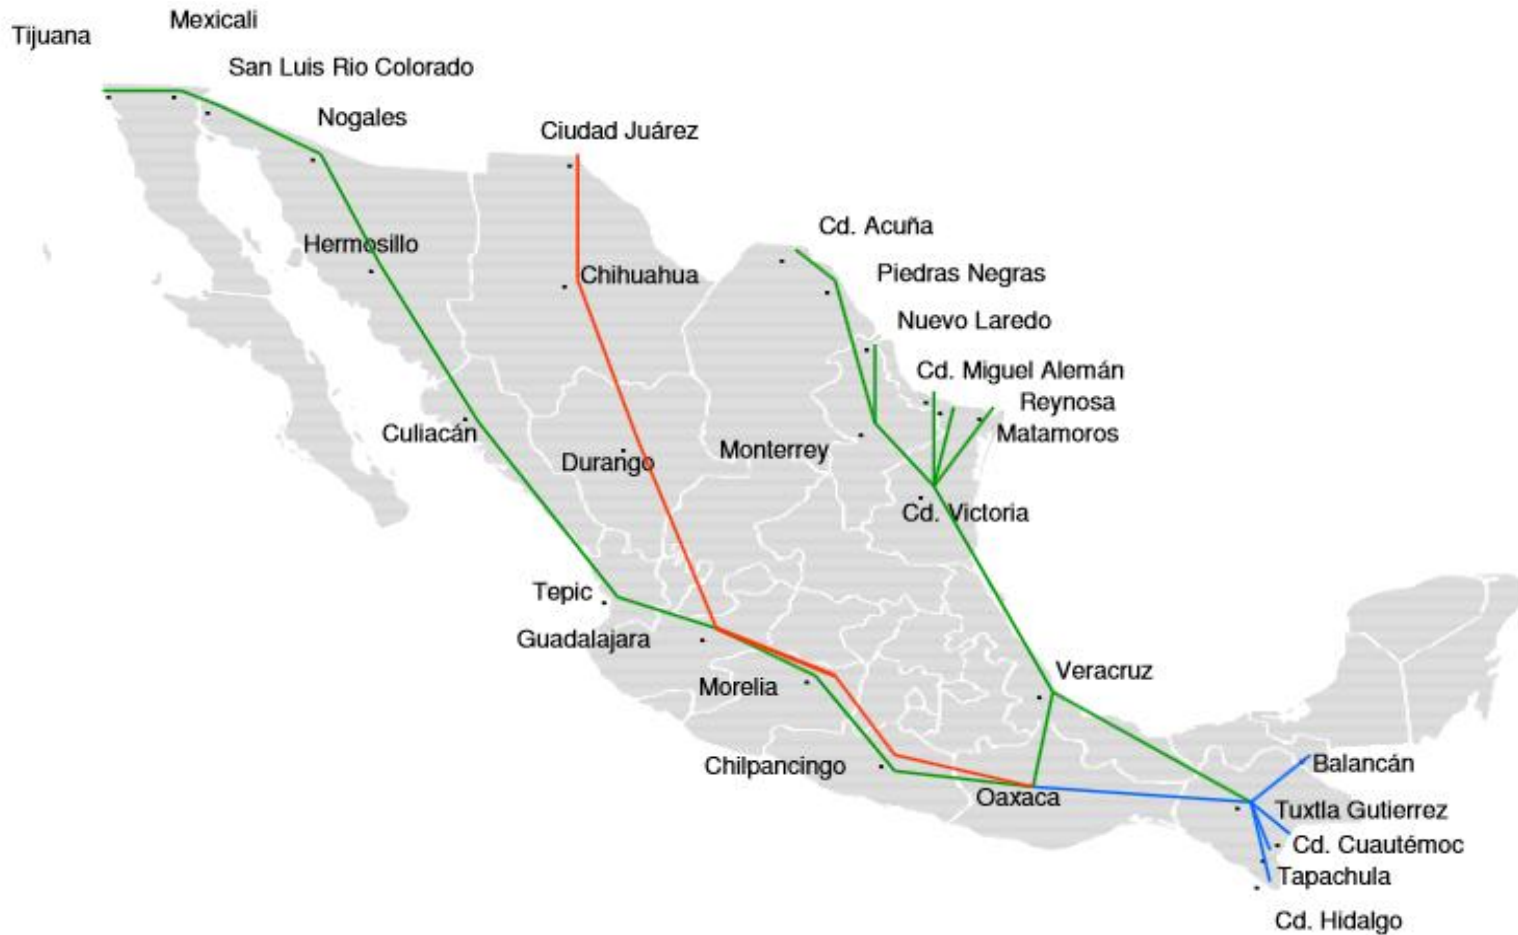 Mexicali
Tijuana
San Luis Rio Colorado
Nogales
Ciudad Juárez
Cd. Acuña
Hermosillo
Piedras Negras
Chihuahua
Nuevo Laredo
Cd. Miguel Alemán
Reynosa
Culiacán
Matamoros
Monterrey
Durango
Cd. Victoria
Tepic
Guadalajara
Veracruz
Morelia
Balancán
Chilpancingo
Oaxaca
Tuxtla Gutierrez
Cd. Cuautémoc
Tapachula
Cd. Hidalgo